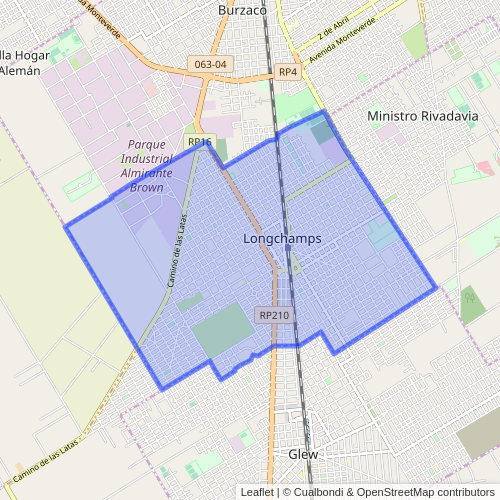 Burzaco
Avenida Monteverde
2 de Abril
Avenida Monteverde
lla Hogar
Alemán
063-04
RP4
Ministro Rivadavia
RP16
Parque
Industrial
Almirante
Brown
Camino de las Latas
Longchamps
RP210
Camino de las Latas
Glew
Leaflet | © Cualbondi & OpenStreetMap contributors